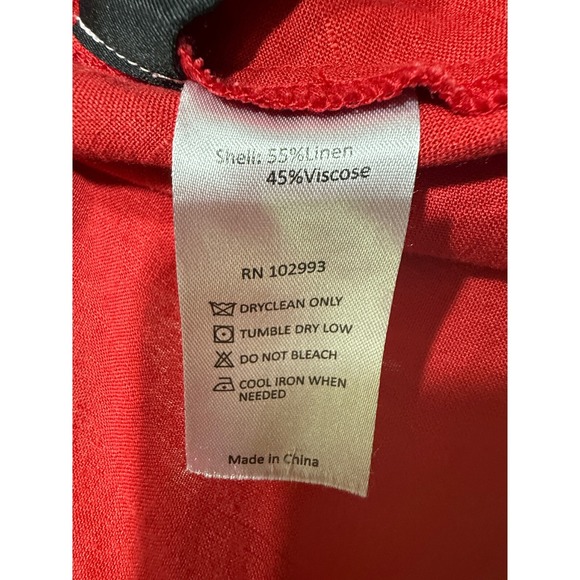 Shell: 55%Linen
45%Viscose
RN 102993
DRYCLEAN ONLY
TUMBLE DRY LOW
DO NOT BLEACH
COOL IRON WHEN
NEEDED
Made in China